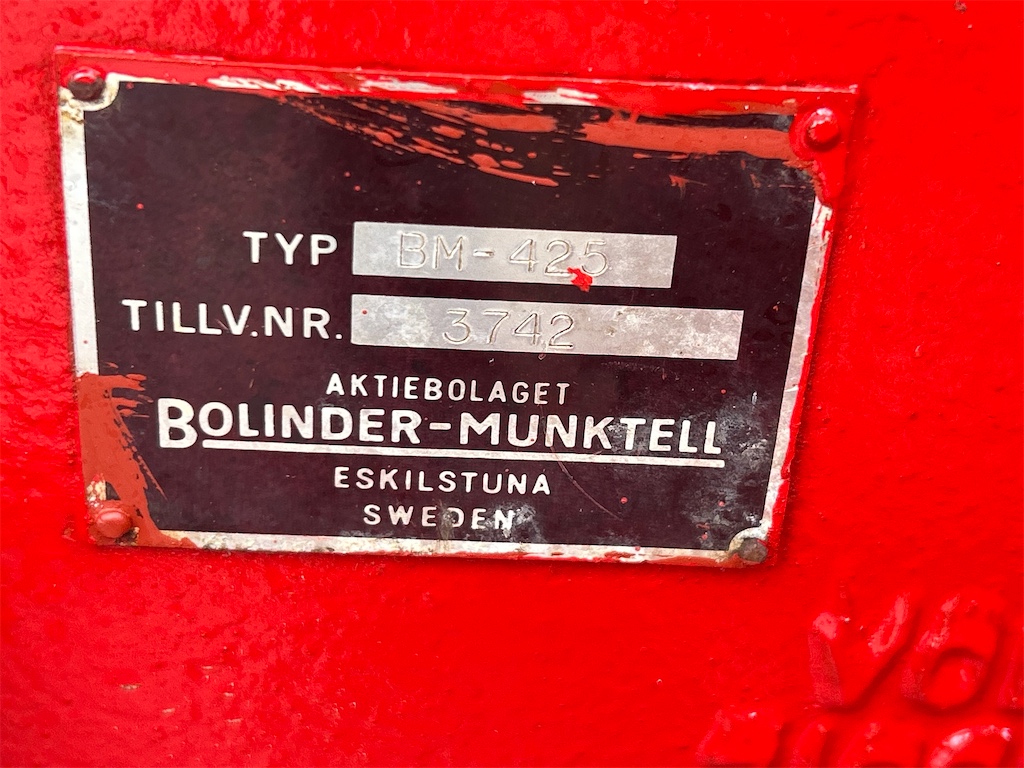 TYP BM-425
TILLV.NR. 3742
AKTIEBOLAGET
BOLINDER-MUNKTELL
ESKILSTUNA
SWEDEN